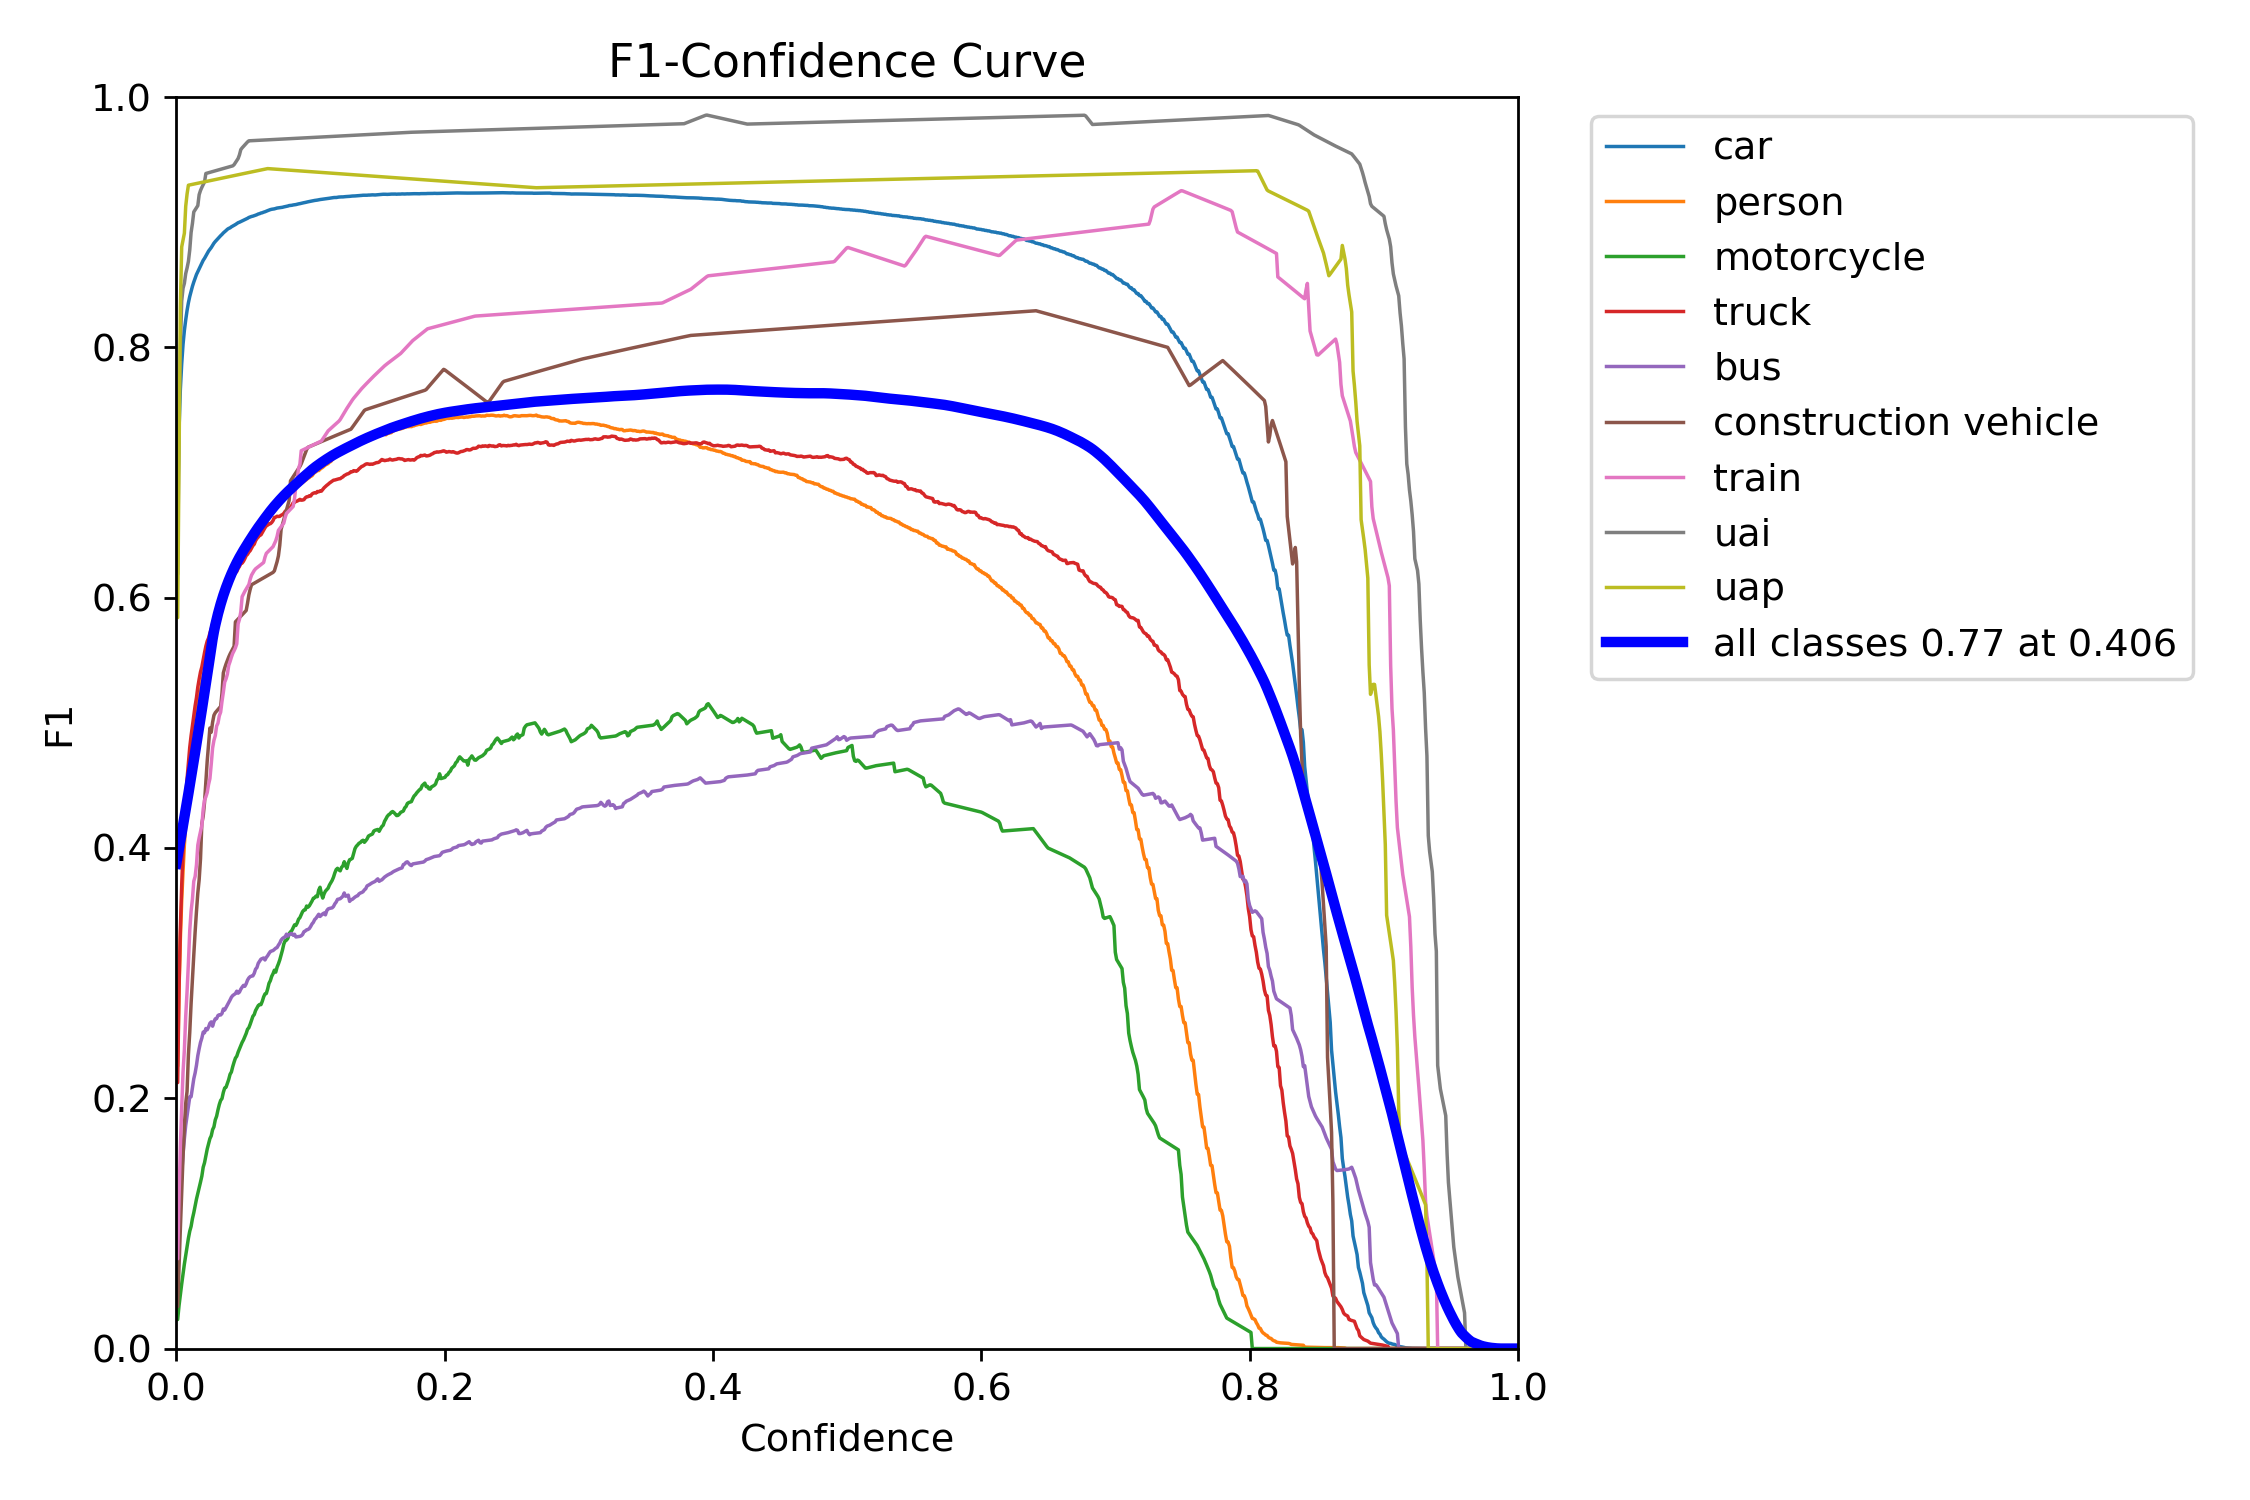 F1-Confidence Curve
1.0
0.8
0.6
0.4
0.2
0.0
F1
0.0 0.2 0.4 0.6 0.8 1.0
Confidence
car
person
motorcycle
truck
bus
construction vehicle
train
uai
uap
all classes 0.77 at 0.406